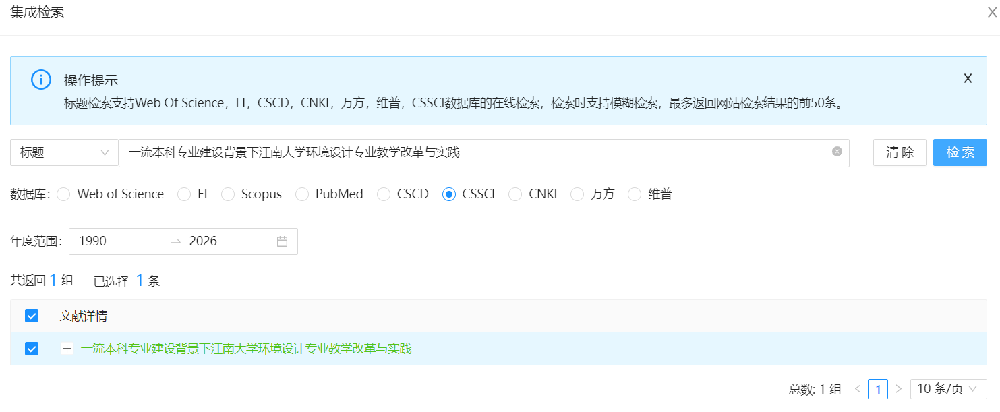 集成检索
X
操作提示
X
标题检索支持Web Of Science，EI，CSCD，CNKI，万方，维普，CSSCI数据库的在线检索，检索时支持模糊检索，最多返回网站检索结果的前50条。
标题 一流本科专业建设背景下江南大学环境设计专业教学改革与实践 清 除 检 索
数据库： Web of Science EI Scopus PubMed CSCD CSSCI CNKI 万方 维普
年度范围： 1990 → 2026
共返回 1 组 已选择 1 条
文献详情
一流本科专业建设背景下江南大学环境设计专业教学改革与实践
总数: 1 组 < 1 > 10 条/页